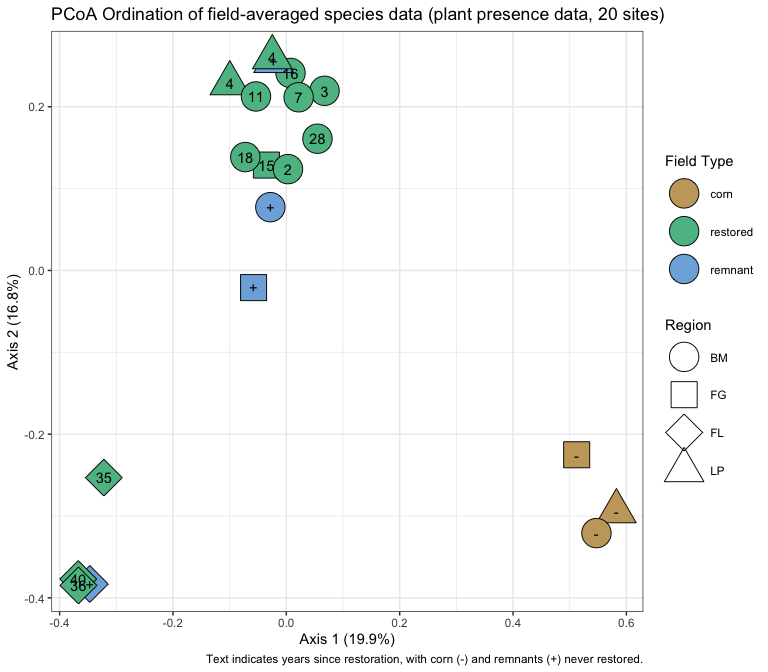 PCoA Ordination of field-averaged species data (plant presence data, 20 sites)
4
+
4
16
3
11
7
28
18
15
2
+
+
35
40
36
+
-
-
-
0.2
0.0
-0.2
-0.4
-0.4
-0.2
0.0
0.2
0.4
0.6
Axis 2 (16.8%)
Axis 1 (19.9%)
Field Type
corn
restored
remnant
Region
BM
FG
FL
LP
Text indicates years since restoration, with corn (-) and remnants (+) never restored.